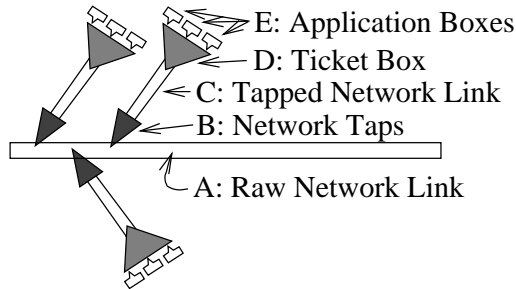 E: Application Boxes
D: Ticket Box
C: Tapped Network Link
B: Network Taps
A: Raw Network Link